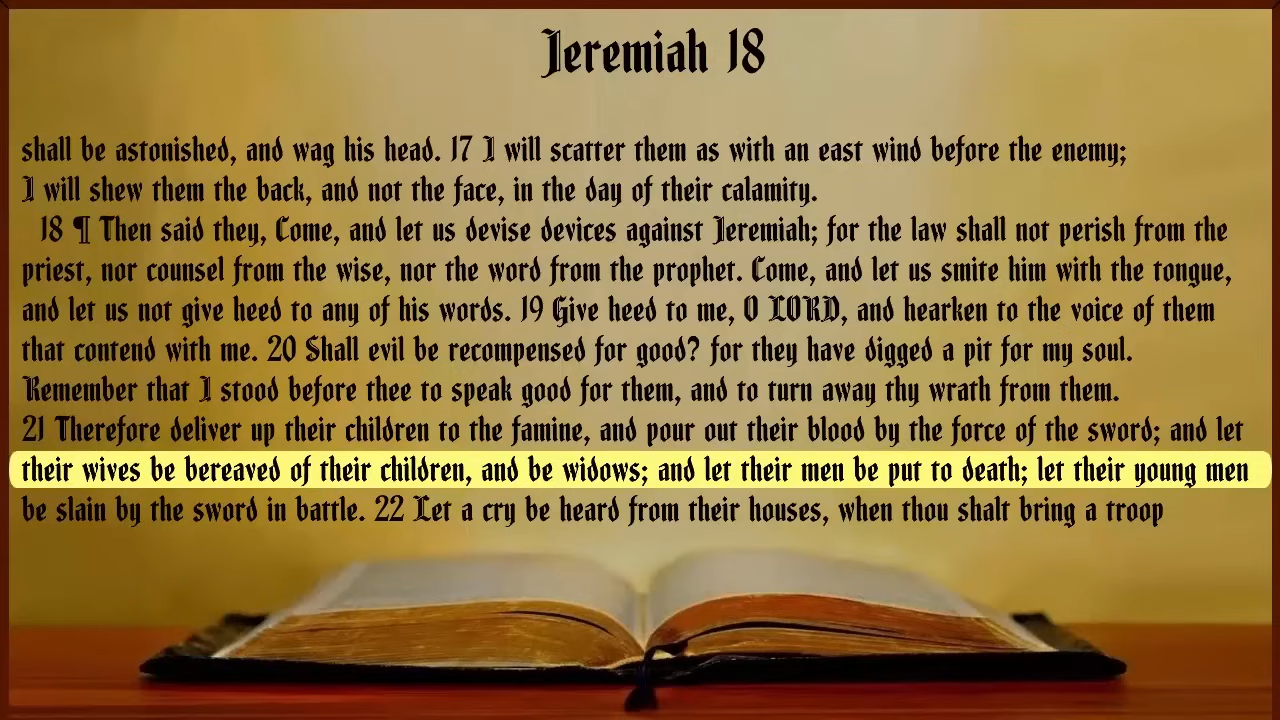 Jeremiah 18
shall be astonished, and wag his head. 17 I will scatter them as with an east wind before the enemy;
I will shew them the back, and not the face, in the day of their calamity.
18 ¶ Then said they, Come, and let us devise devices against Jeremiah; for the law shall not perish from the
priest, nor counsel from the wise, nor the word from the prophet. Come, and let us smite him with the tongue,
and let us not give heed to any of his words. 19 Give heed to me, O LORD, and hearken to the voice of them
that contend with me. 20 Shall evil be recompensed for good? for they have digged a pit for my soul.
Remember that I stood before thee to speak good for them, and to turn away thy wrath from them.
21 Therefore deliver up their children to the famine, and pour out their blood by the force of the sword; and let
their wives be bereaved of their children, and be widows; and let their men be put to death; let their young men
be slain by the sword in battle. 22 Let a cry be heard from their houses, when thou shalt bring a troop